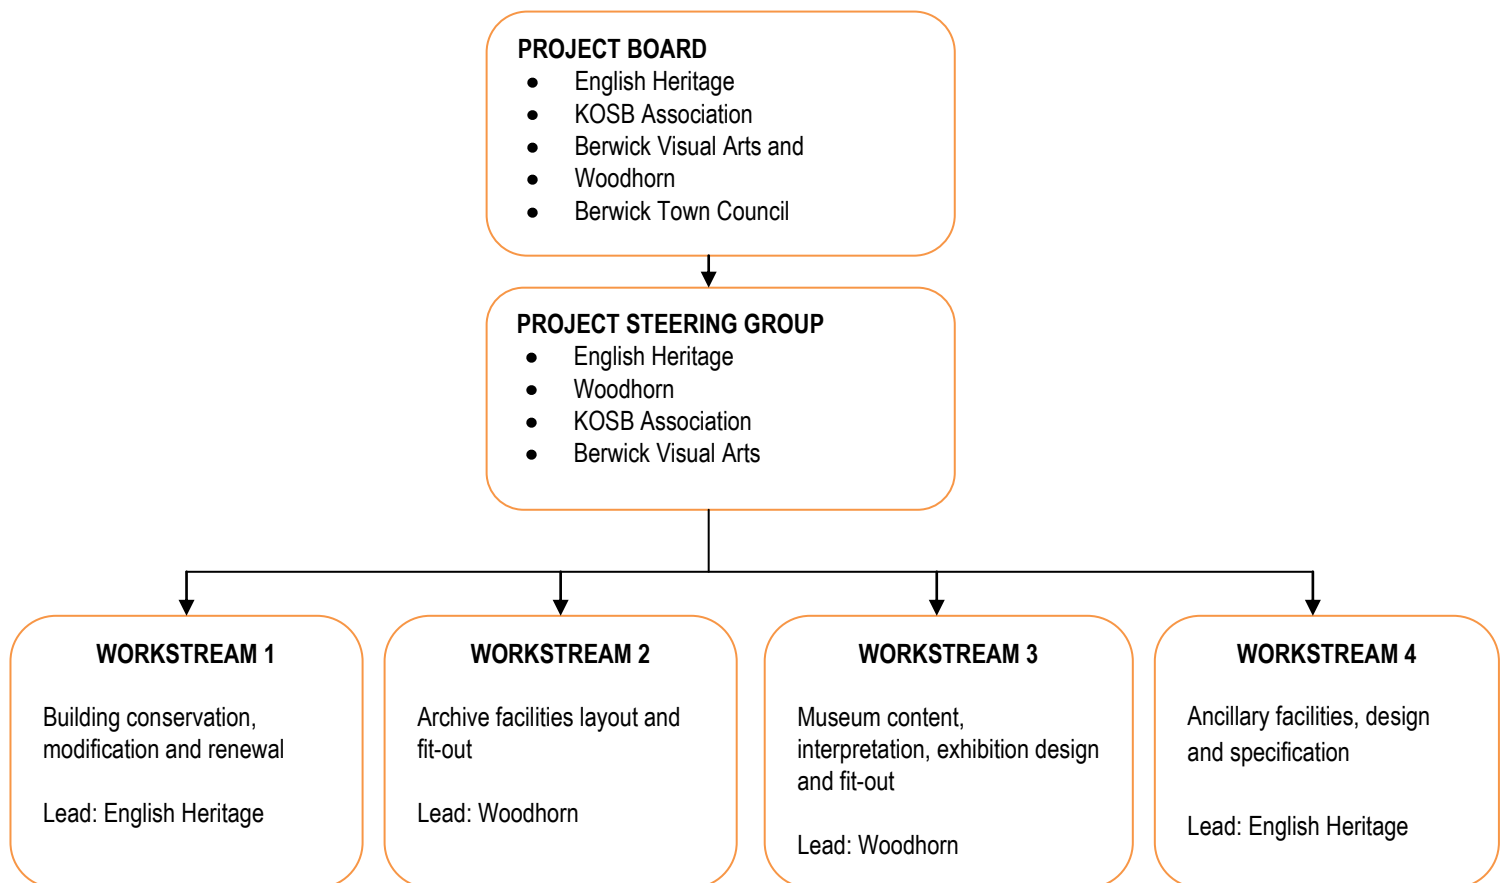 PROJECT BOARD
● English Heritage
● KOSB Association
● Berwick Visual Arts and
● Woodhorn
● Berwick Town Council
PROJECT STEERING GROUP
● English Heritage
● Woodhorn
● KOSB Association
● Berwick Visual Arts
WORKSTREAM 1
Building conservation,
modification and renewal
Lead: English Heritage
WORKSTREAM 2
Archive facilities layout and
fit-out
Lead: Woodhorn
WORKSTREAM 3
Museum content,
interpretation, exhibition design
and fit-out
Lead: Woodhorn
WORKSTREAM 4
Ancillary facilities, design
and specification
Lead: English Heritage